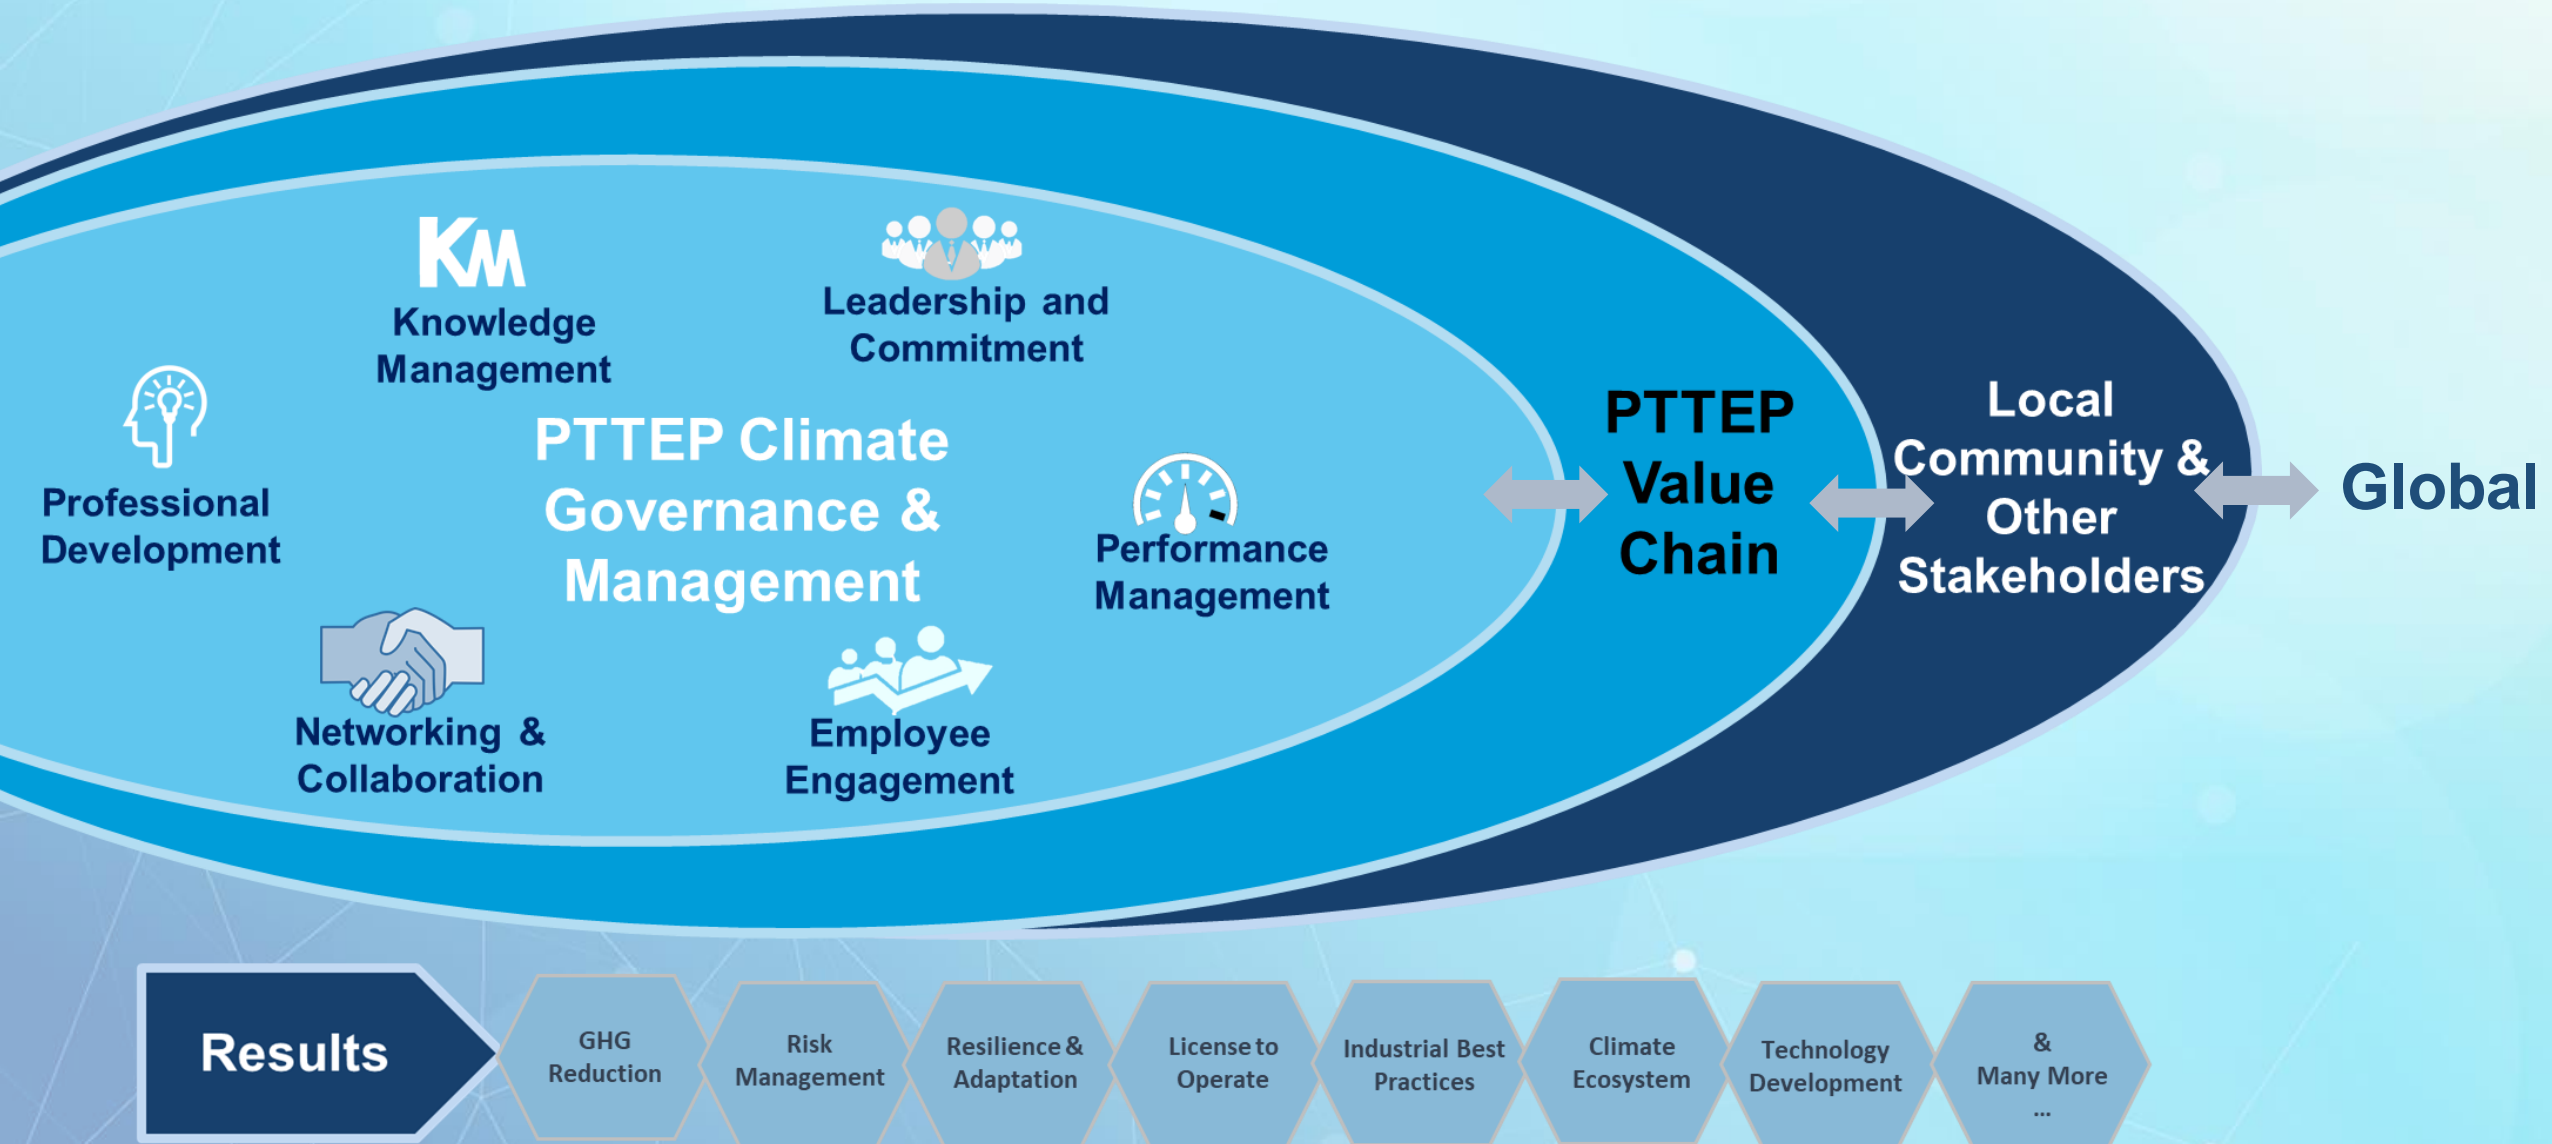 KM
Knowledge
Management
Leadership and
Commitment
Professional
Development
PTTEP Climate
Governance &
Management
Performance
Management
Networking &
Collaboration
Employee
Engagement
PTTEP
Value
Chain
Local
Community &
Other
Stakeholders
Global
Results
GHG
Reduction
Risk
Management
Resilience &
Adaptation
License to
Operate
Industrial Best
Practices
Climate
Ecosystem
Technology
Development
&
Many More
...